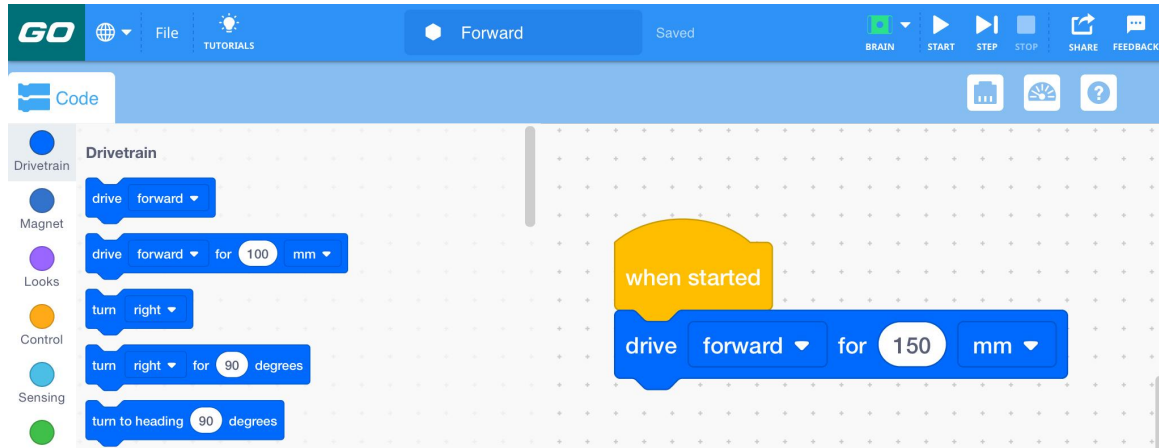 GO
File
TUTORIALS
Forward
Saved
BRAIN
START
STEP
STOP
SHARE
FEEDBACK
Code
Drivetrain
Magnet
Looks
Control
Sensing
Drivetrain
drive forward
drive forward for 100 mm
turn right
turn right for 90 degrees
turn to heading 90 degrees
when started
drive forward for 150 mm